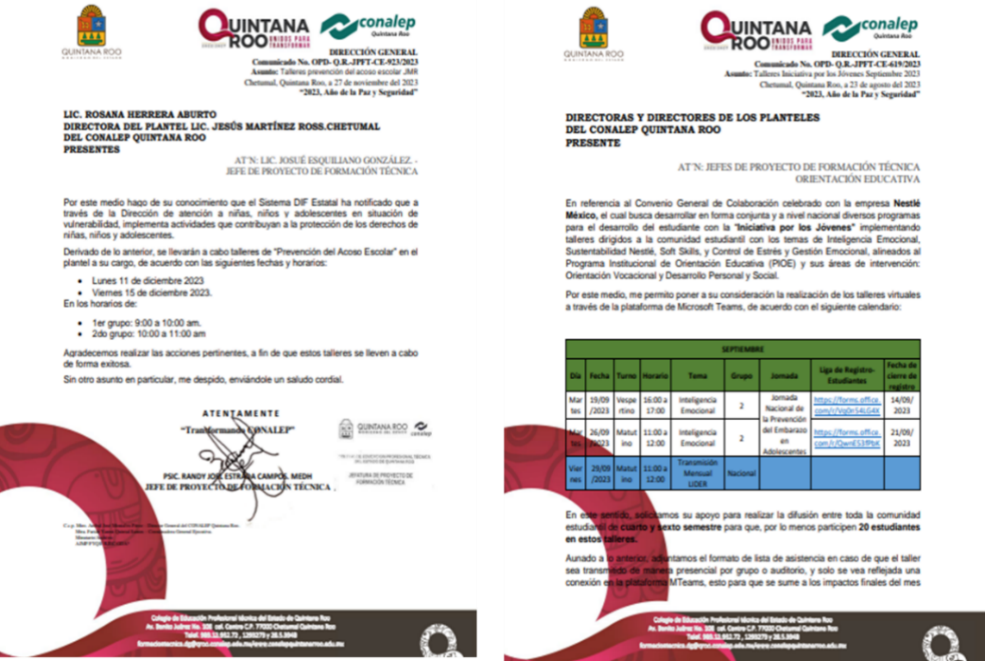 QUINTANA ROO
QUINTANA
ROO UNIDOS PARA
TRANSFORMAR
conalep
Quintana Roo
DIRECCIÓN GENERAL
Comunicado No. OPD- Q.R.-JPFT-CE-923/2023
Asunto: Talleres prevención del acoso escolar JMR
Chetumal, Quintana Roo, a 27 de noviembre del 2023
“2023, Año de la Paz y Seguridad”
LIC. ROSANA HERRERA ABURTO
DIRECTORA DEL PLANTEL LIC. JESÚS MARTÍNEZ ROSS.CHETUMAL
DEL CONALEP QUINTANA ROO
PRESENTES
AT´N: LIC. JOSUÉ ESQUILIANO GONZÁLEZ. -
JEFE DE PROYECTO DE FORMACIÓN TÉCNICA
Por este medio hago de su conocimiento que el Sistema DIF Estatal ha notificado que a
través de la Dirección de atención a niñas, niños y adolescentes en situación de
vulnerabilidad, implementa actividades que contribuyan a la protección de los derechos de
niñas, niños y adolescentes.
Derivado de lo anterior, se llevarán a cabo talleres de “Prevención del Acoso Escolar” en el
plantel a su cargo, de acuerdo con las siguientes fechas y horarios:
• Lunes 11 de diciembre 2023
• Viernes 15 de diciembre 2023.
En los horarios de:
• 1er grupo: 9:00 a 10:00 am.
• 2do grupo: 10:00 a 11:00 am
Agradecemos realizar las acciones pertinentes, a fin de que estos talleres se lleven a cabo
de forma exitosa.
Sin otro asunto en particular, me despido, enviándole un saludo cordial.
ATENTAMENTE
“Tranformando CONALEP”
PSIC. RANDY JOSE ESTRADA CAMPOS. MEDH
JEFE DE PROYECTO DE FORMACIÓN TÉCNICA
QUINTANA ROO
conalep
JEFATURA DE PROYECTO DE
FORMACIÓN TÉCNICA
Colegio de Educación Profesional técnica del Estado de Quintana Roo
Av. Benito Juárez No. 308 col. Centro C.P. 77000 Chetumal Quintana Roo
QUINTANA ROO
QUINTANA
ROO UNIDOS PARA
TRANSFORMAR
conalep
Quintana Roo
DIRECCIÓN GENERAL
Comunicado No. OPD- Q.R.-JPFT-CE-619/2023
Asunto: Talleres Iniciativa por los Jóvenes Septiembre 2023
Chetumal, Quintana Roo, a 23 de agosto del 2023
“2023, Año de la Paz y Seguridad”
DIRECTORAS Y DIRECTORES DE LOS PLANTELES
DEL CONALEP QUINTANA ROO
PRESENTE
AT´N: JEFES DE PROYECTO DE FORMACIÓN TÉCNICA
ORIENTACIÓN EDUCATIVA
En referencia al Convenio General de Colaboración celebrado con la empresa Nestlé
México, el cual busca desarrollar en forma conjunta y a nivel nacional diversos programas
para el desarrollo del estudiante con la “Iniciativa por los Jóvenes” implementando
talleres dirigidos a la comunidad estudiantil con los temas de Inteligencia Emocional,
Sustentabilidad Nestlé, Soft Skills, y Control de Estrés y Gestión Emocional, alineados al
Programa Institucional de Orientación Educativa (PIOE) y sus áreas de intervención:
Orientación Vocacional y Desarrollo Personal y Social.
Por este medio, me permito poner a su consideración la realización de los talleres virtuales
a través de la plataforma de Microsoft Teams, de acuerdo con el siguiente calendario:
SEPTIEMBRE
Día Fecha Turno Horario Tema Grupo Jornada Liga de Registro- Estudiantes Fecha de cierre de registro
Mar tes 19/09 /2023 Vespe rtino 16:00 a 17:00 Inteligencia Emocional 2 Jornada Nacional de la Prevención del Embarazo en Adolescentes https://forms.office. 14/09/ 2023
Mar tes 26/09 /2023 Matut ino 11:00 a 12:00 Inteligencia Emocional 2 https://forms.office. 21/09/ 2023
Vier nes 29/09 /2023 Matut ino 11:00 a 12:00 Transmisión Mensual LIDER Nacional
En este sentido, solicitamos su apoyo para realizar la difusión entre toda la comunidad
estudiantil de cuarto y sexto semestre para que, por lo menos participen 20 estudiantes
en estos talleres.
Aunado a lo anterior, adjuntamos el formato de lista de asistencia en caso de que el taller
sea transmitido de manera presencial por grupo o auditorio, y solo se vea reflejada una
conexión en la plataforma MTeams, esto para que se sume a los impactos finales del mes
Colegio de Educación Profesional técnica del Estado de Quintana Roo
Av. Benito Juárez No. 308 col. Centro C.P. 77000 Chetumal Quintana Roo